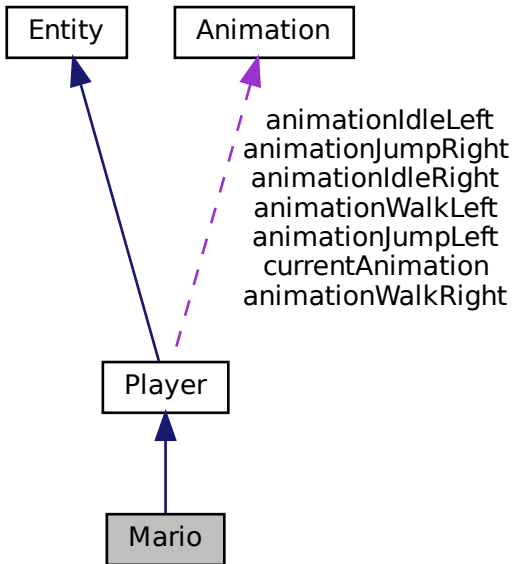 Entity
Animation
animationIdleLeft
animationJumpRight
animationIdleRight
animationWalkLeft
animationJumpLeft
currentAnimation
animationWalkRight
Player
Mario